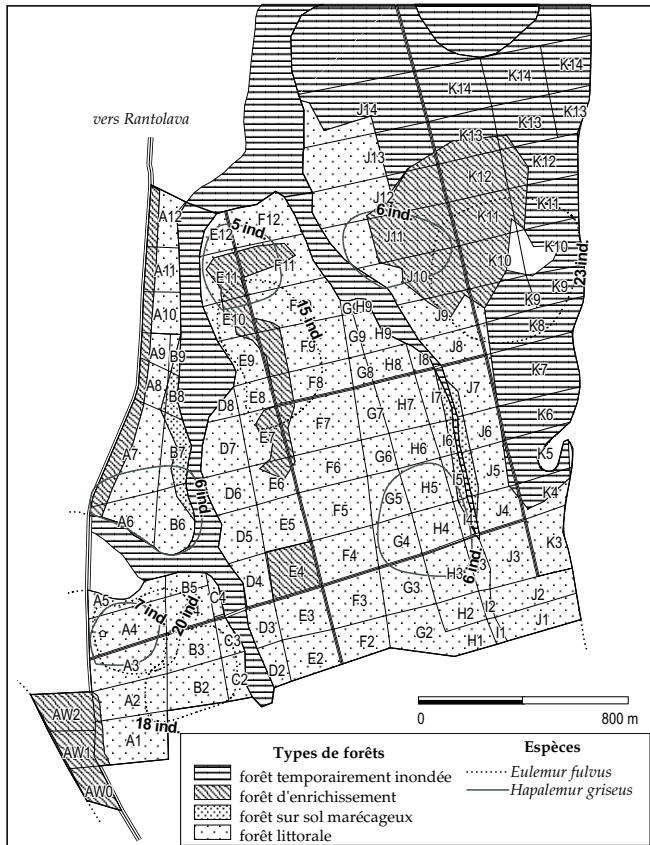 K14
K14
K14
J14
K13
vers Rantolava
K13
K13
J13
K12
K12
J12
K11
A12
F12
6 ind.
K11
E12
5 ind.
J11
K10
K10
A11
F11
E11
J10
23 ind.
K9
A10
E10
15 ind.
G9
H9
K9
J9
K8
A9
B9
E9
F9
G9
H9
J8
I8
H8
K7
A8
B8
D8
E8
F8
G8
J7
I7
H7
G7
K6
F7
E7
J6
I6
A7
B7
D7
H6
G6
K5
F6
J5
I5
D6
E6
H5
6 ind.
G5
K4
A6
B6
F5
J4
I4
H4
D5
E5
G4
K3
F4
J3
I3
H3
6 ind.
D4
E4
B5
A5
C4
G3
F3
J2
I2
7 ind.
20 ind.
H2
A4
D3
E3
J1
I1
C3
G2
H1
B3
F2
A3
D2
E2
C2
B2
A2
AW2
18 ind.
A1
AW1
AW0
0 800 m
Types de forêts
forêt temporairement inondée
forêt d'enrichissement
forêt sur sol marécageux
forêt littorale
Espèces
Eulemur fulvus
Hapalemur griseus